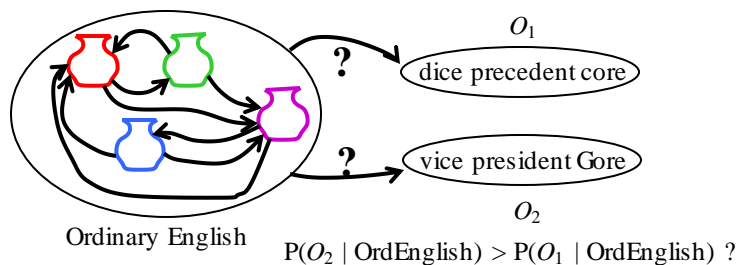 O₁
?
dice precedent core
?
vice president Gore
O₂
Ordinary English
P(O₂ | OrdEnglish) > P(O₁ | OrdEnglish) ?